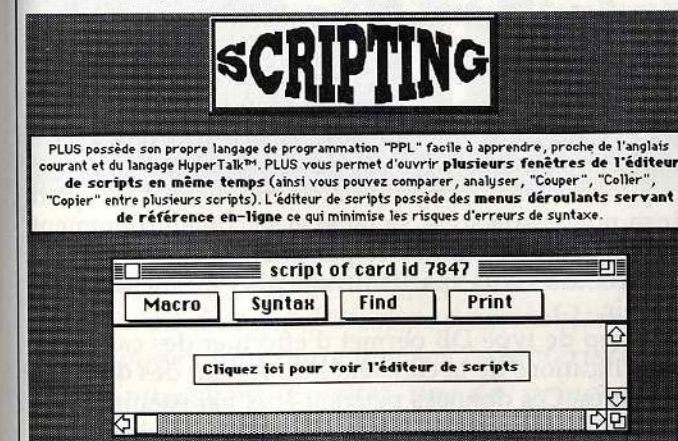 SCRIPTING
PLUS possède son propre langage de programmation "PPL" facile à apprendre, proche de l'anglais
courant et du langage HyperTalk™. PLUS vous permet d'ouvrir plusieurs fenêtres de l'éditeur
de scripts en même temps (ainsi vous pouvez comparer, analyser, "Couper", "Coller",
"Copier" entre plusieurs scripts). L'éditeur de scripts possède des menus déroulants servant
de référence en-ligne ce qui minimise les risques d'erreurs de syntaxe.
script of card id 7847
Macro Syntax Find Print
Cliquez ici pour voir l'éditeur de scripts